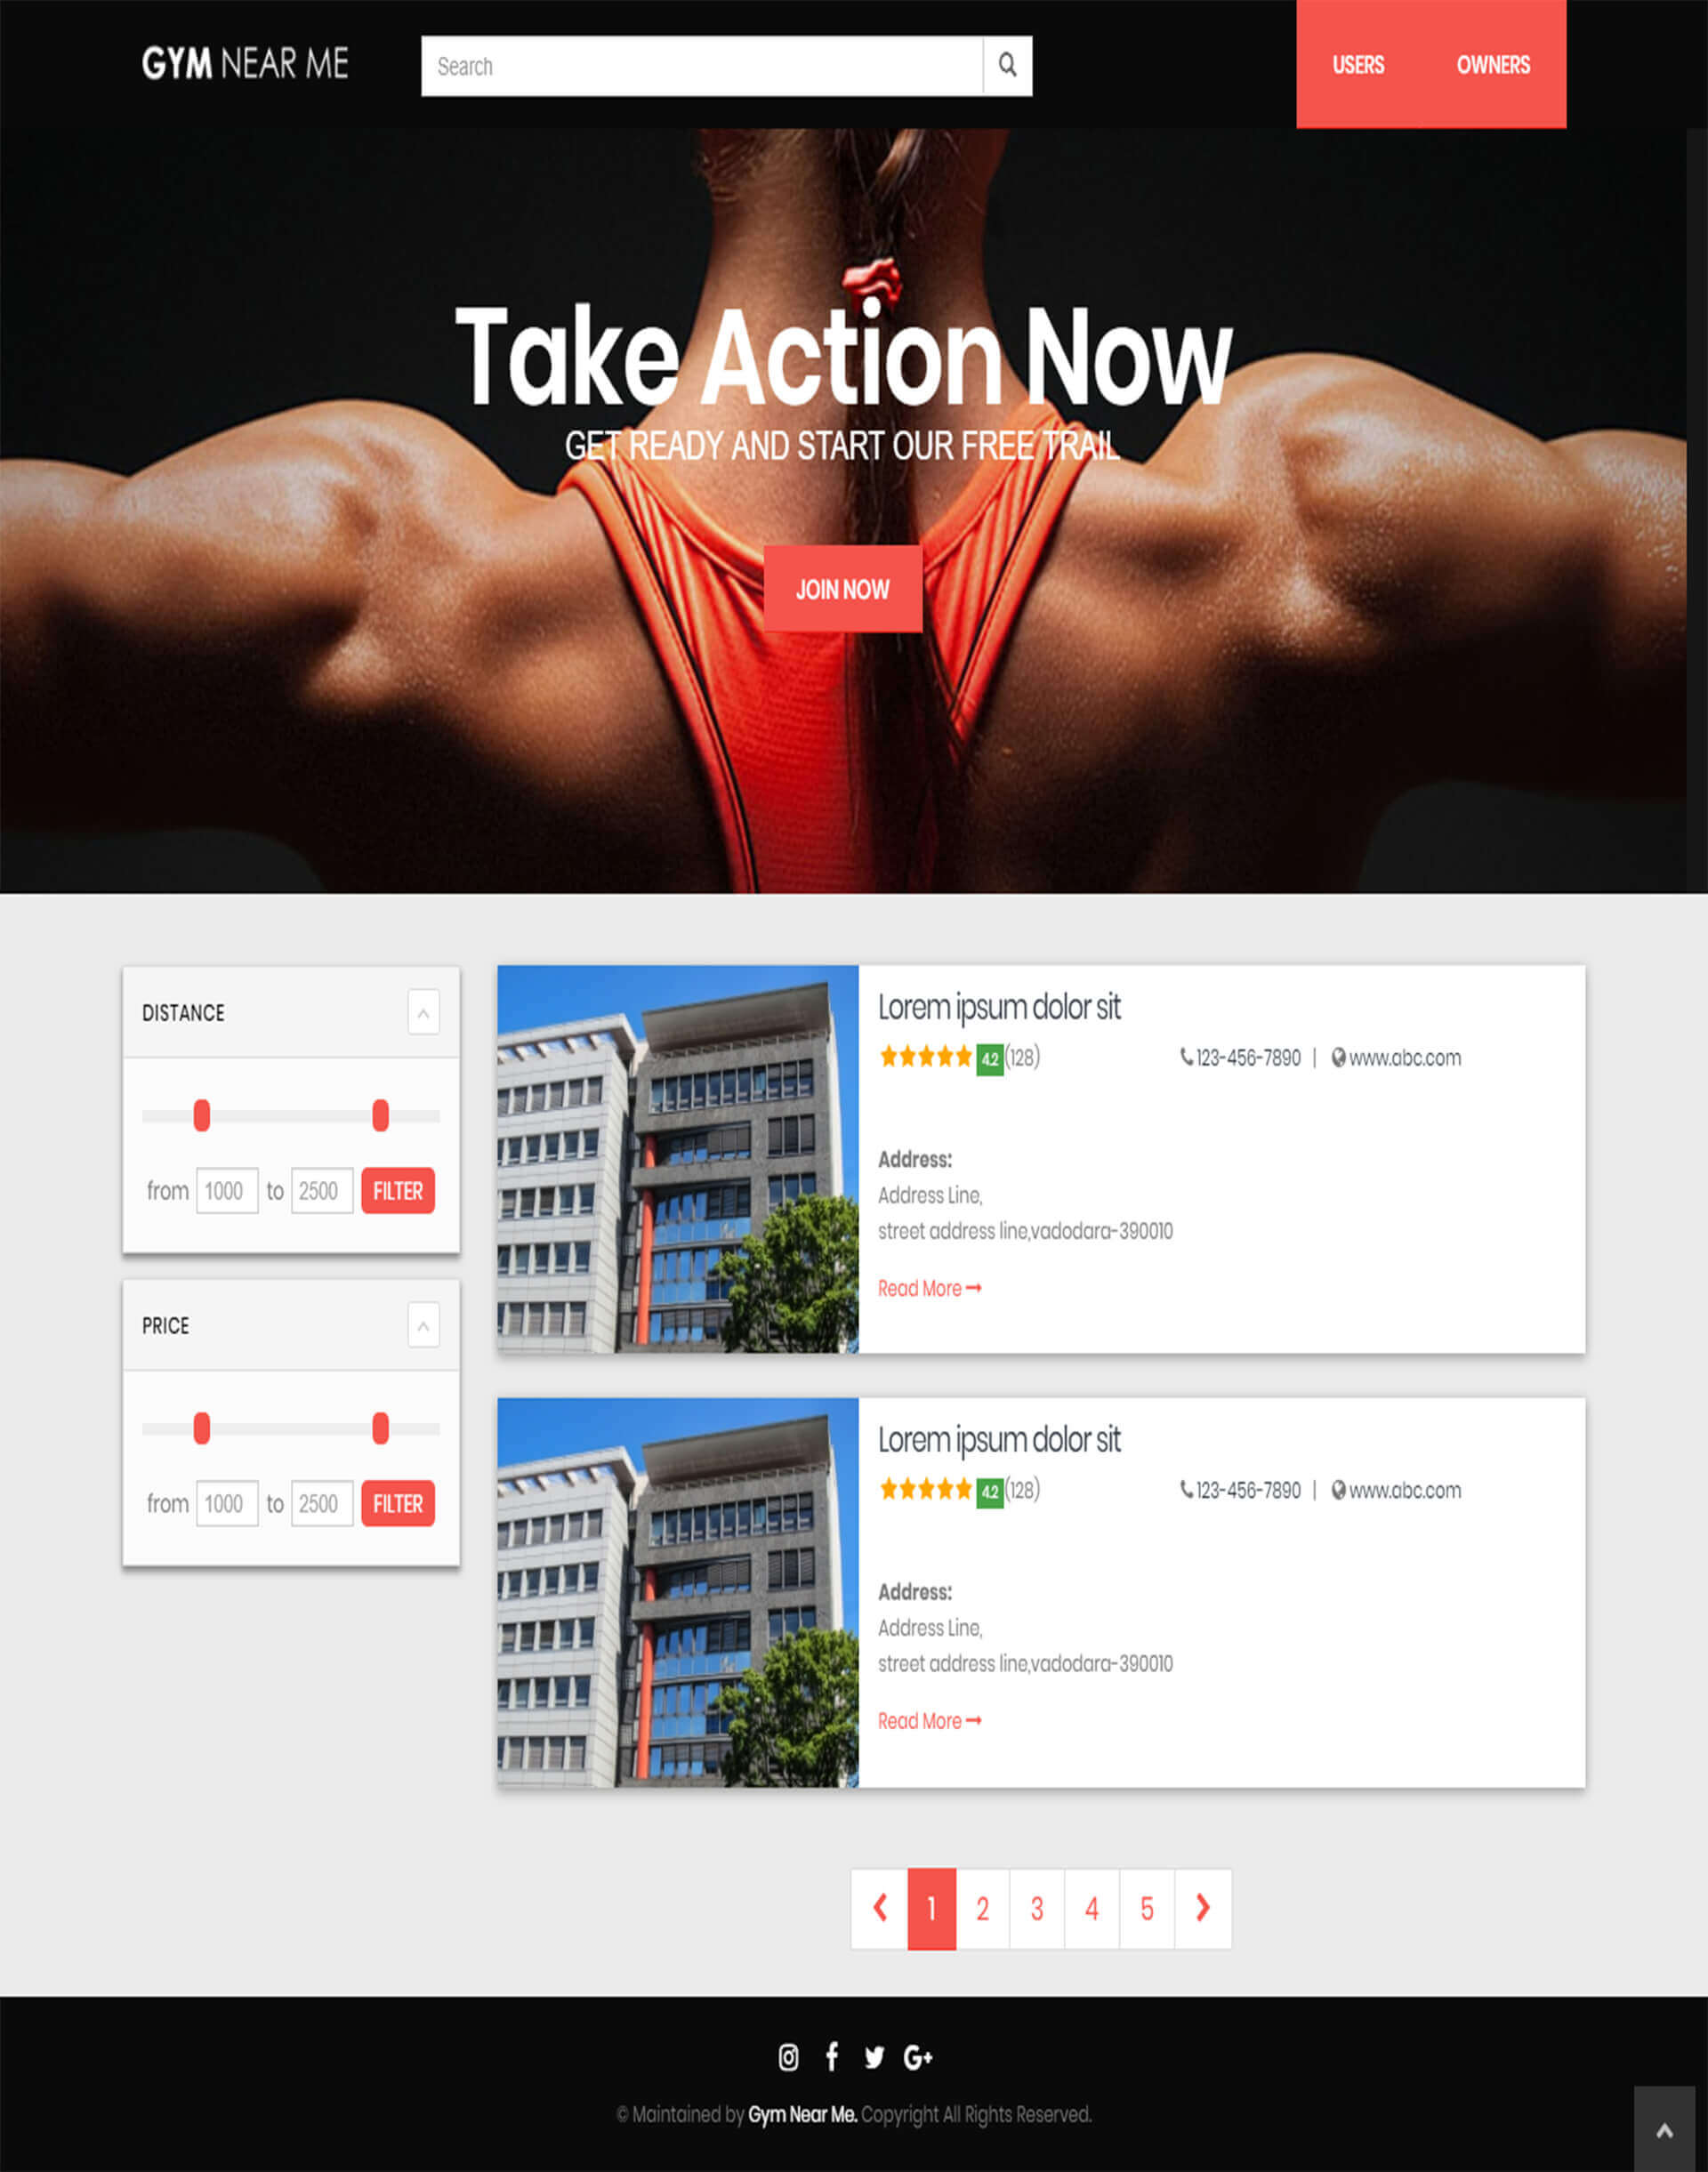 GYM NEAR ME
Search
USERS OWNERS
Take Action Now
GET READY AND START OUR FREE TRAIL
JOIN NOW
DISTANCE
from 1000 to 2500 FILTER
PRICE
from 1000 to 2500 FILTER
Lorem ipsum dolor sit
4.2 (128) 123-456-7890 | www.abc.com
Address:
Address Line,
street address line,vadodara-390010
Read More
Lorem ipsum dolor sit
4.2 (128) 123-456-7890 | www.abc.com
Address:
Address Line,
street address line,vadodara-390010
Read More
1 2 3 4 5
G+
© Maintained by Gym Near Me. Copyright All Rights Reserved.